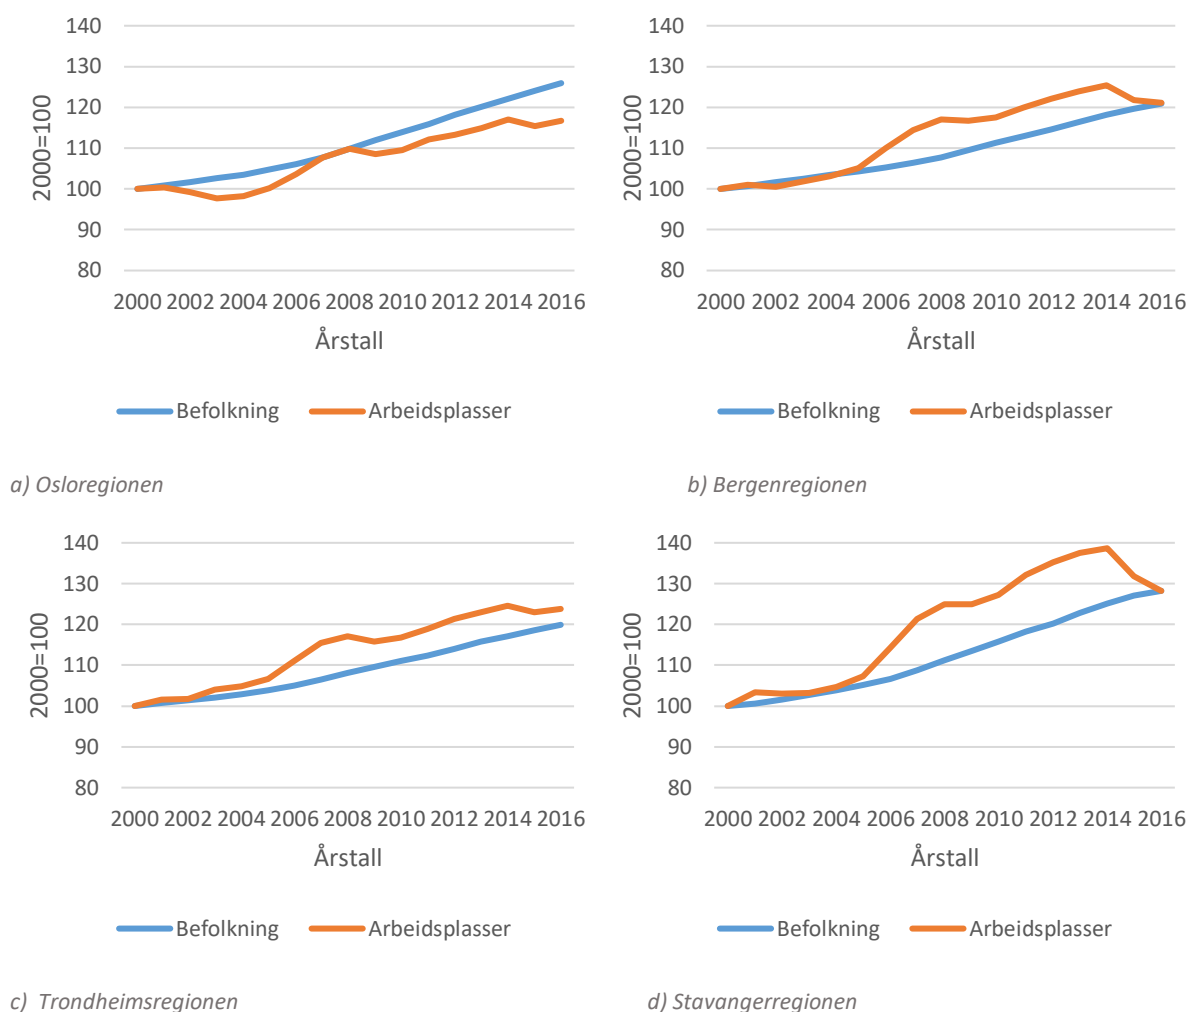 140
130
120
110
100
90
80
2000=100
2000 2002 2004 2006 2008 2010 2012 2014 2016
Årstall
Befolkning Arbeidsplasser
a) Osloregionen
140
130
120
110
100
90
80
2000=100
2000 2002 2004 2006 2008 2010 2012 2014 2016
Årstall
Befolkning Arbeidsplasser
b) Bergenregionen
140
130
120
110
100
90
80
2000=100
2000 2002 2004 2006 2008 2010 2012 2014 2016
Årstall
Befolkning Arbeidsplasser
c) Trondheimsregionen
140
130
120
110
100
90
80
2000=100
2000 2002 2004 2006 2008 2010 2012 2014 2016
Årstall
Befolkning Arbeidsplasser
d) Stavangerregionen